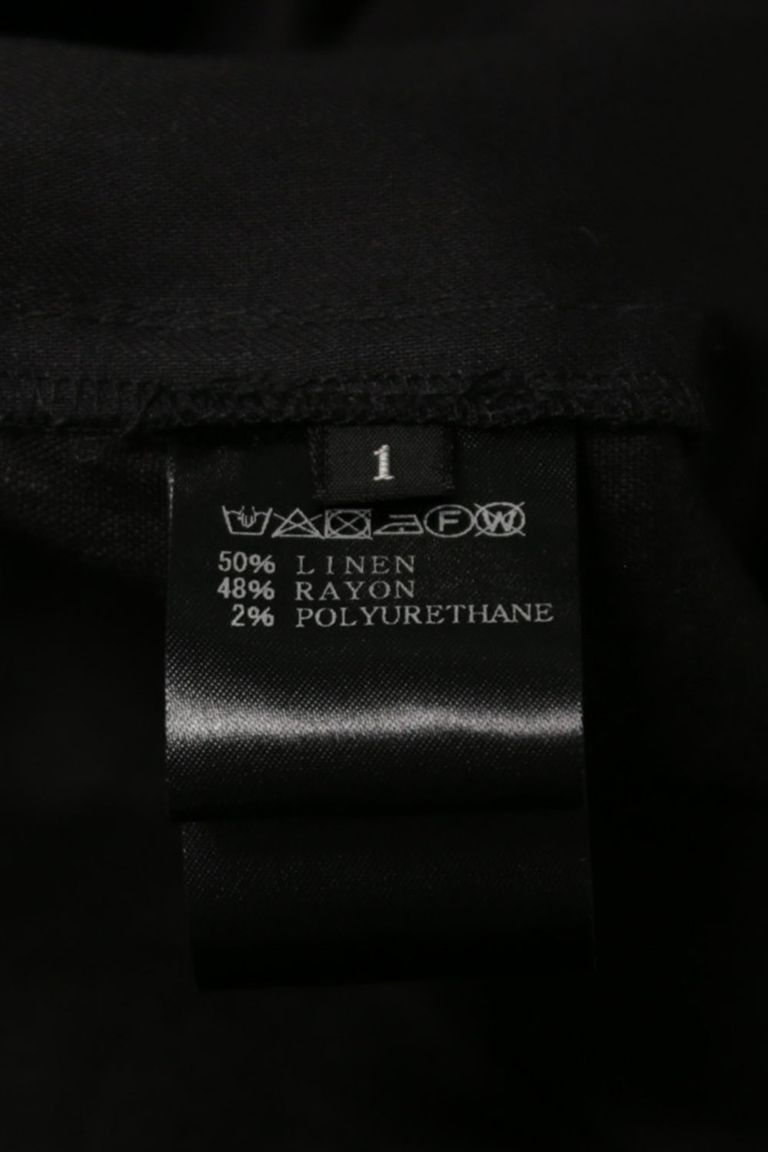 1
F W
50% LINEN
48% RAYON
2% POLYURETHANE